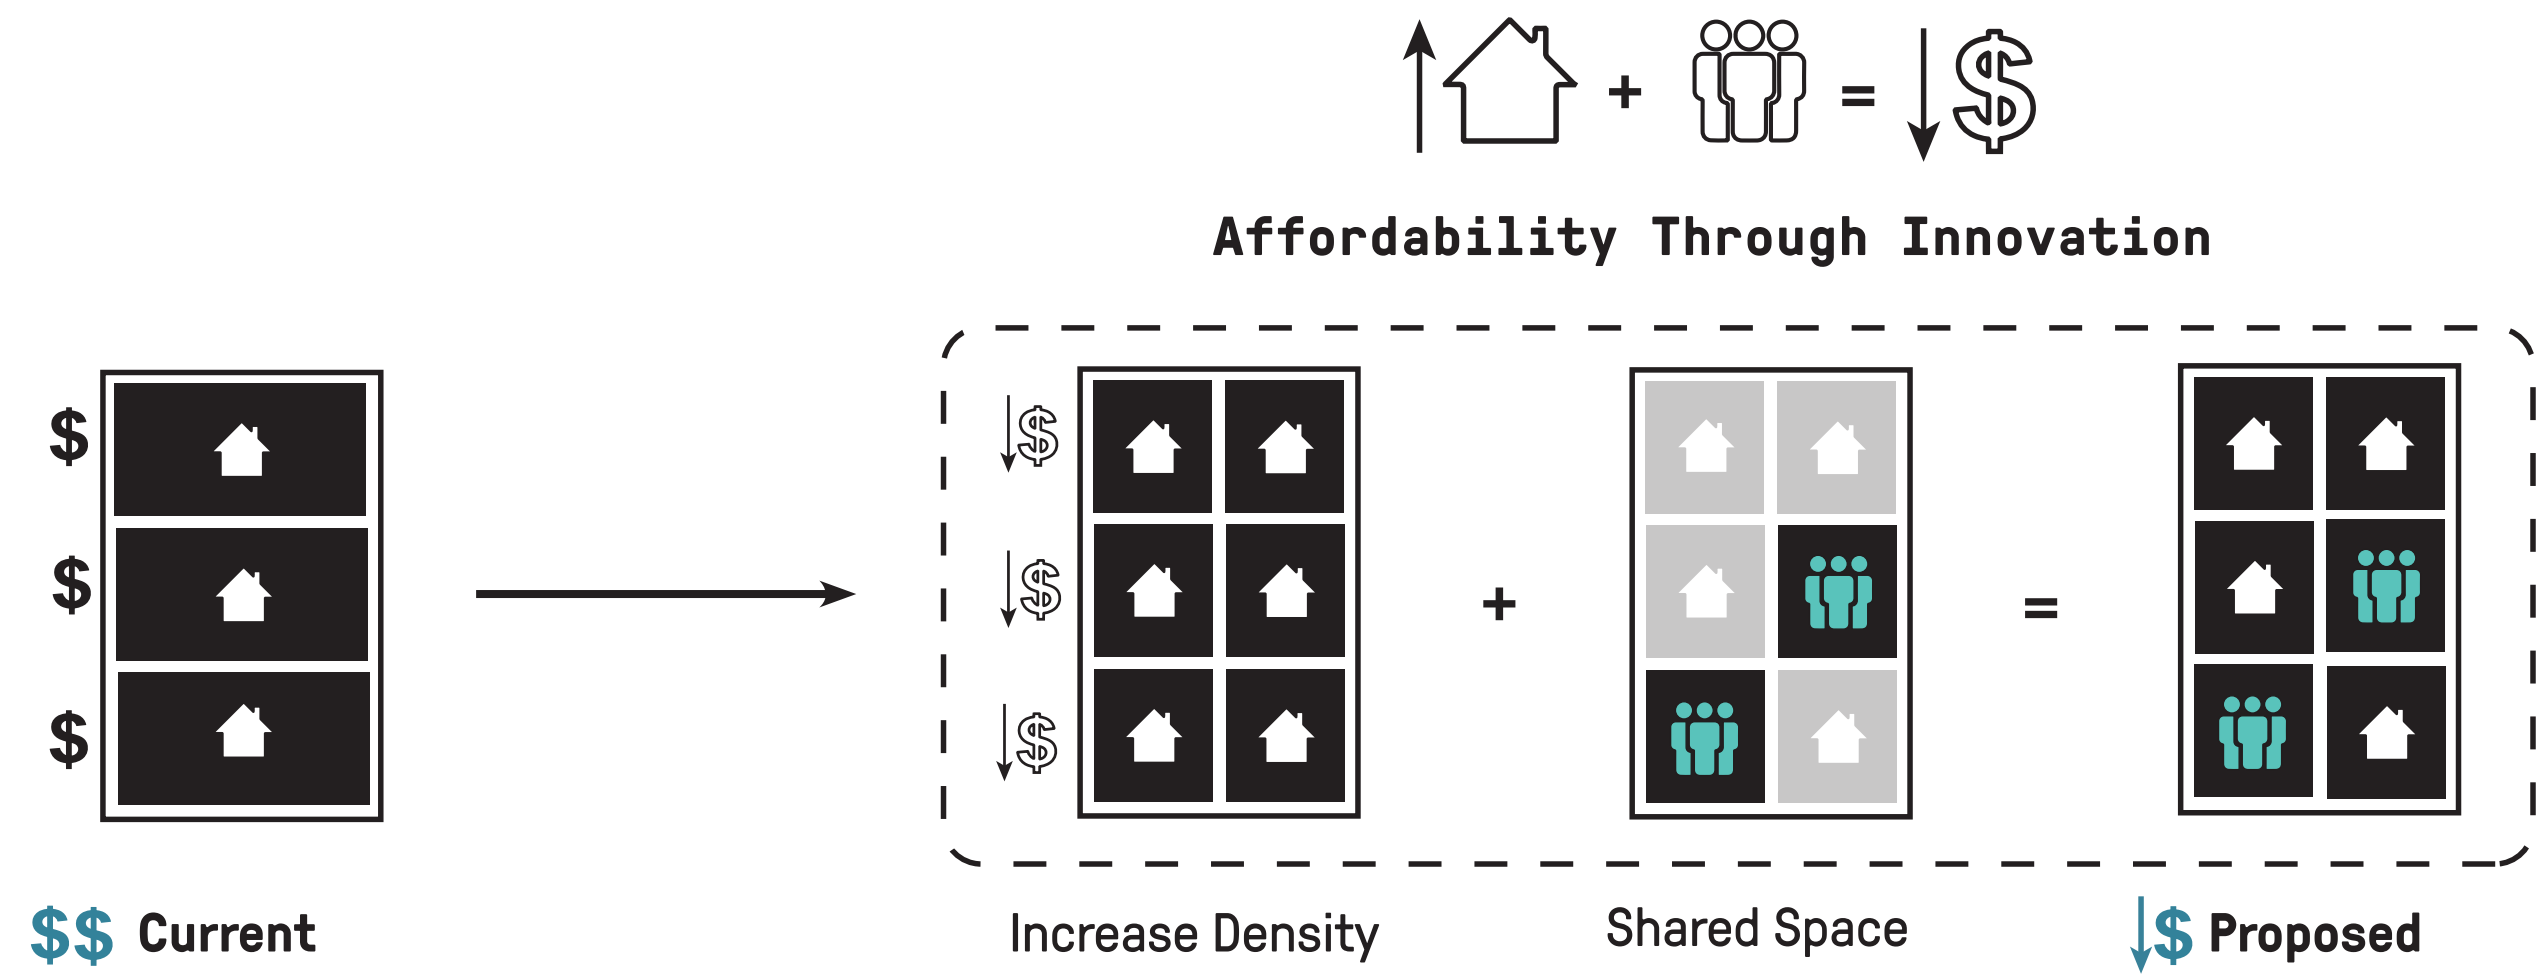 + = $
Affordability Through Innovation
$ $
$ + = $
$ $
$$ Current
Increase Density
Shared Space
$ Proposed